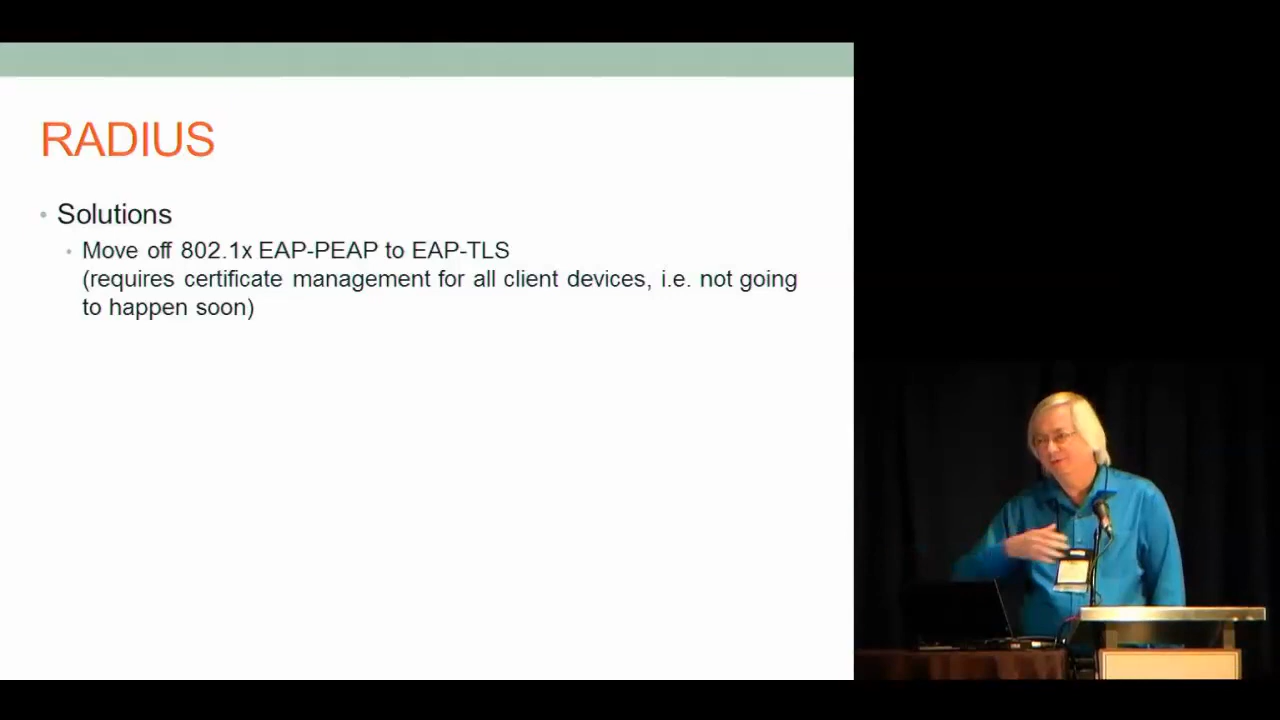 RADIUS
• Solutions
• Move off 802.1x EAP-PEAP to EAP-TLS
(requires certificate management for all client devices, i.e. not going
to happen soon)